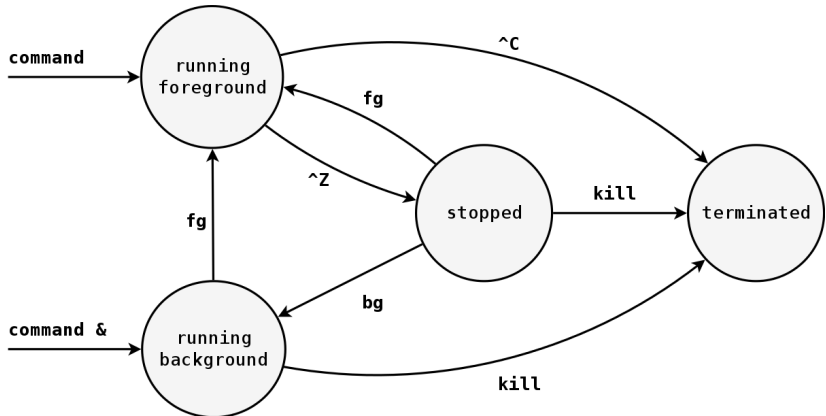 command
running
foreground
^C
fg
^Z
stopped
kill
terminated
fg
bg
command &
running
background
kill